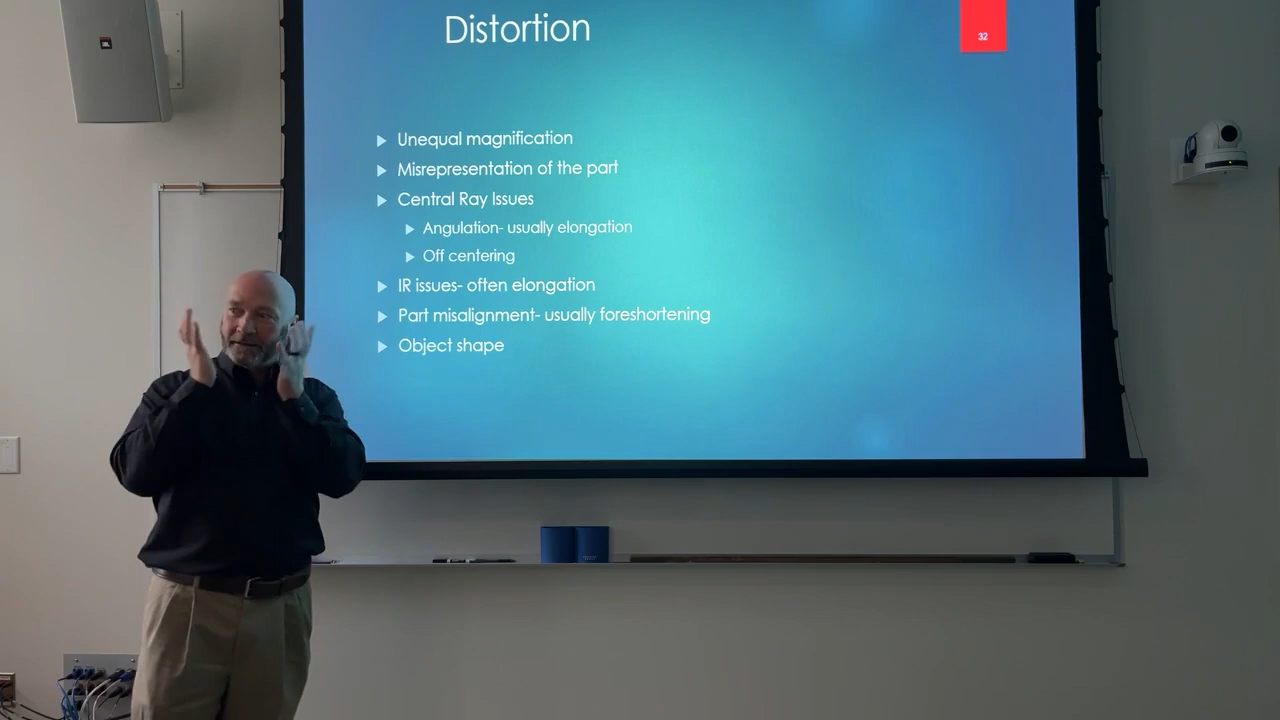 Distortion
32
Unequal magnification
Misrepresentation of the part
Central Ray Issues
Angulation- usually elongation
Off centering
IR issues- often elongation
Part misalignment- usually foreshortening
Object shape
JBL